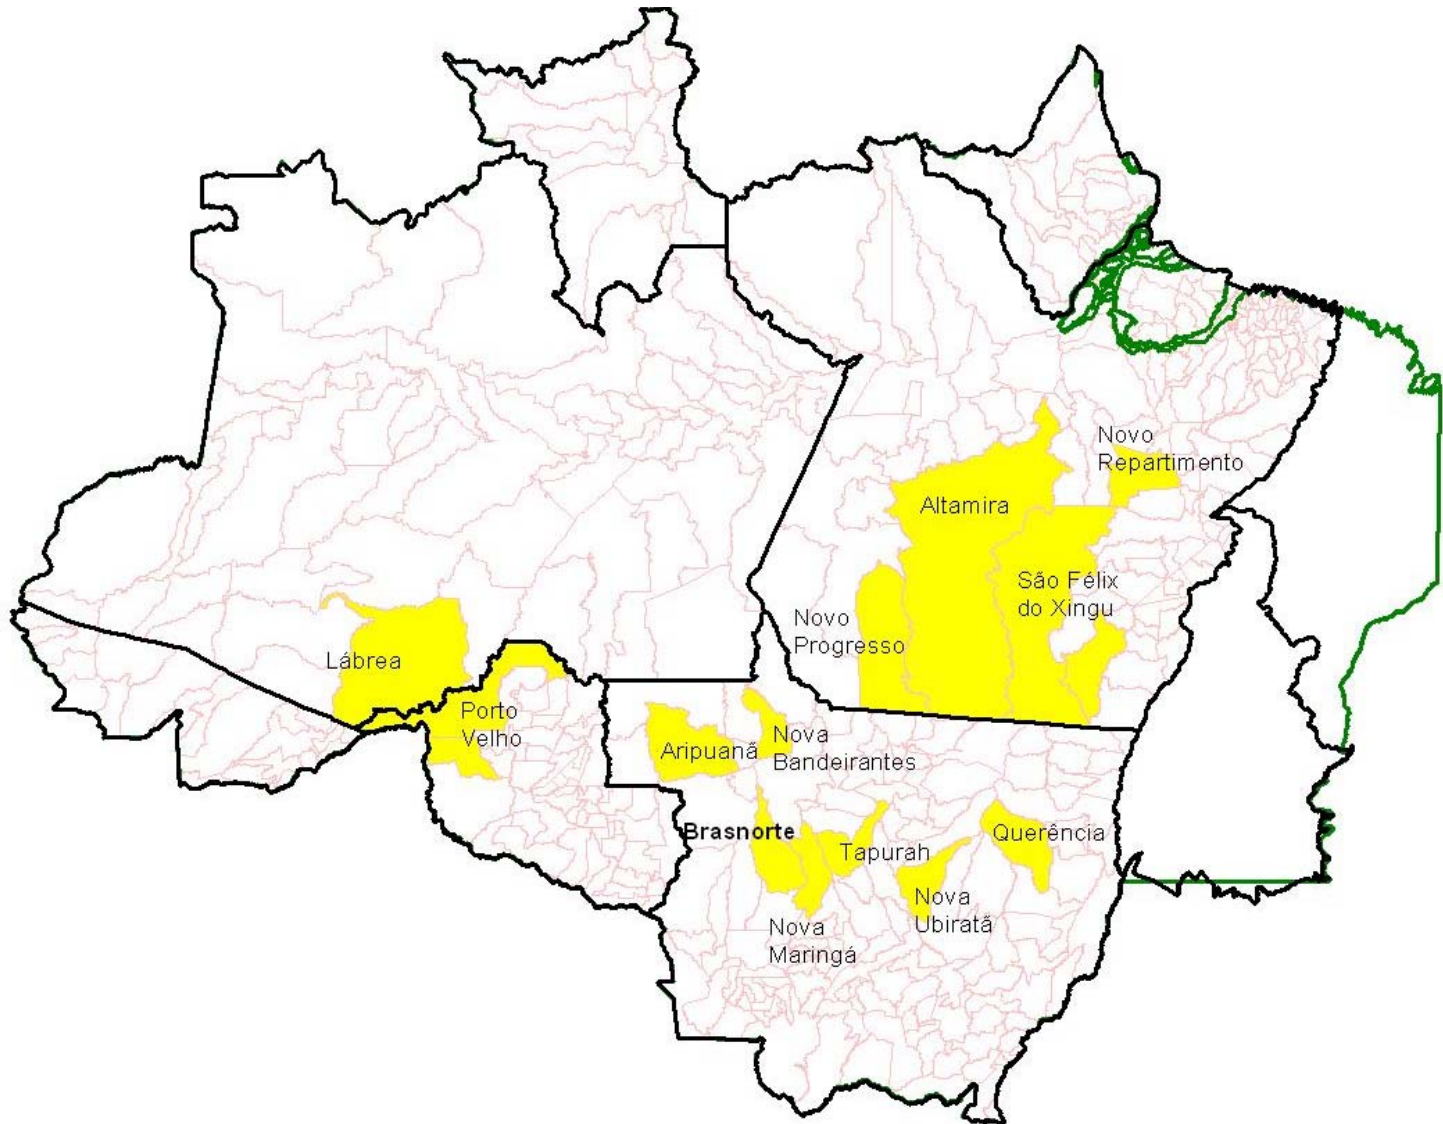 Novo
Repartimento
Altamira
São Félix
do Xingu
Novo
Progresso
Lábrea
Porto
Velho
Aripuanã
Nova
Bandeirantes
Brasnorte
Tapurah
Querência
Nova
Ubiratã
Nova
Maringá